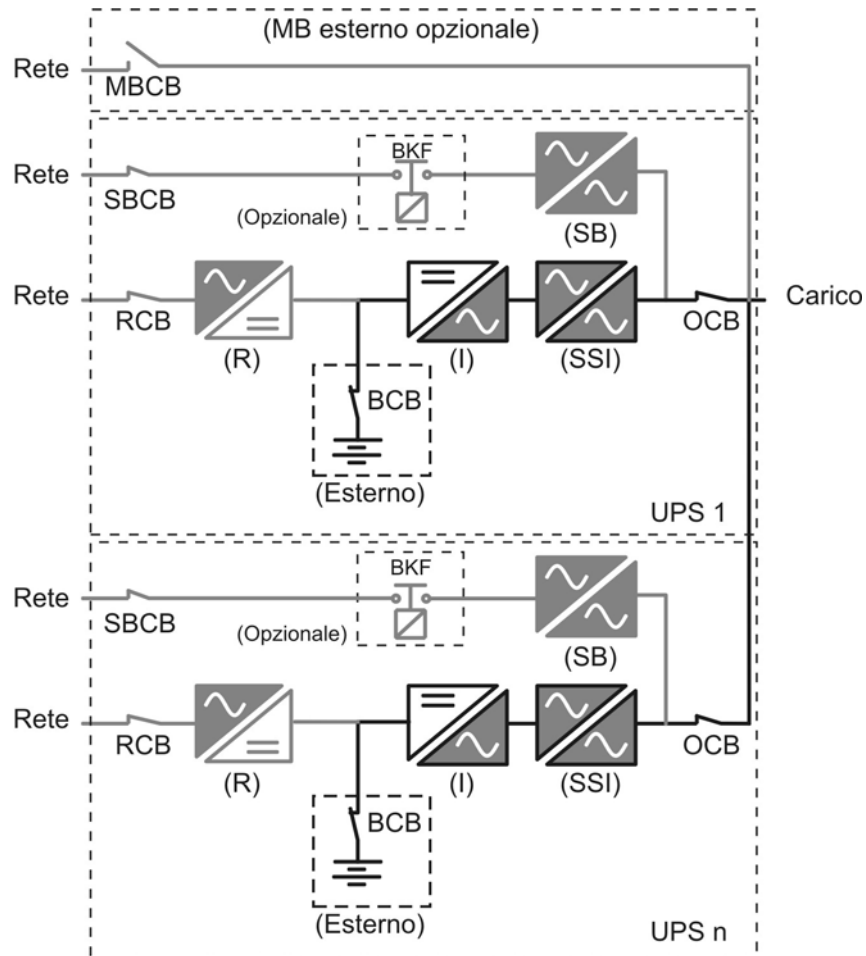 (MB esterno opzionale)
Rete
MBCB
BKF
Rete
SBCB
(Opzionale)
(SB)
Rete
Carico
RCB
OCB
(R)
(I)
(SSI)
BCB
(Esterno)
UPS 1
BKF
Rete
SBCB
(Opzionale)
(SB)
Rete
RCB
OCB
(R)
(I)
(SSI)
BCB
(Esterno)
UPS n